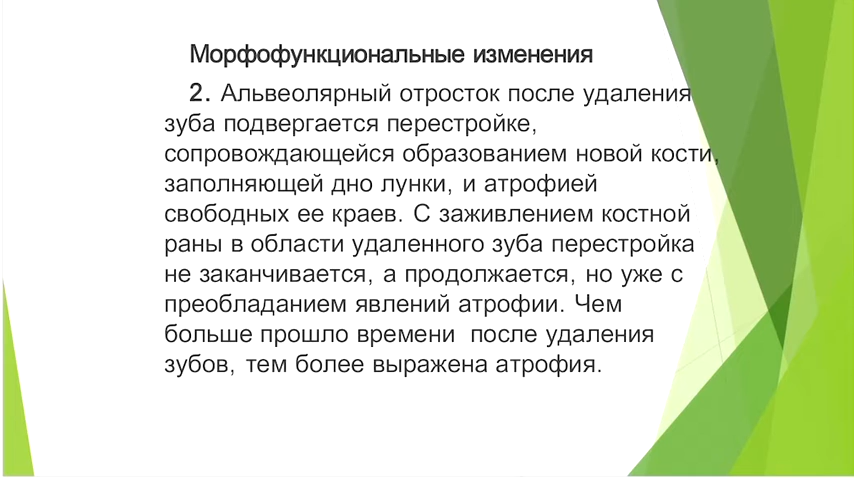 Морфофункциональные изменения
2. Альвеолярный отросток после удаления
зуба подвергается перестройке,
сопровождающейся образованием новой кости,
заполняющей дно лунки, и атрофией
свободных ее краев. С заживлением костной
раны в области удаленного зуба перестройка
не заканчивается, а продолжается, но уже с
преобладанием явлений атрофии. Чем
больше прошло времени  после удаления
зубов, тем более выражена атрофия.